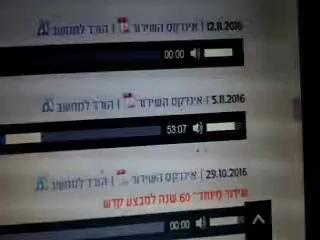 12.11.2016 | אינדקס השידור | הורד למחשב
00:00
5.11.2016 | אינדקס השידור | הורד למחשב
53:07
29.10.2016 | אינדקס השידור | הורד למחשב
שידור מיוחד - 60 שנה למבצע קדש
00:00